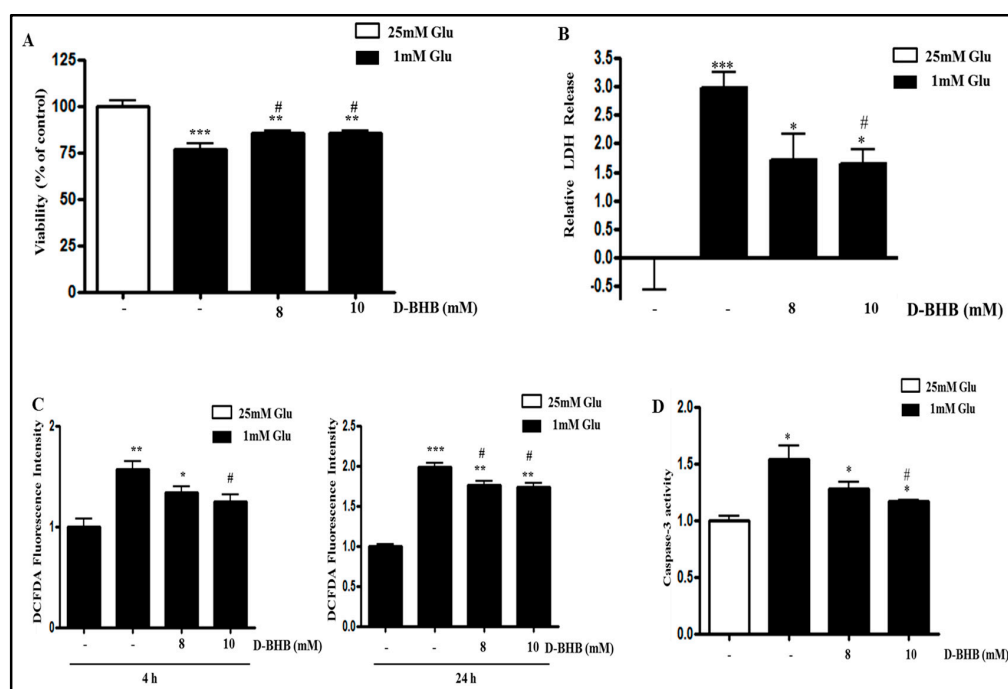 A
25mM Glu
1mM Glu
Viability (% of control)
125
100
75
50
25
0
***
#
**
#
**
-
-
8
10
D-BHB (mM)
B
25mM Glu
1mM Glu
Relative LDH Release
3.5
3.0
2.5
2.0
1.5
1.0
0.5
0.0
-0.5
***
*
#
*
-
-
8
10
D-BHB (mM)
C
25mM Glu
1mM Glu
DCFDA Fluorescence Intensity
2
1
0
**
*
#
-
-
8
10
D-BHB (mM)
4 h
25mM Glu
1mM Glu
DCFDA Fluorescence Intensity
2.5
2.0
1.5
1.0
0.5
0.0
***
#
**
#
**
-
-
8
10
D-BHB (mM)
24 h
D
25mM Glu
1mM Glu
Caspase-3 activity
2.0
1.5
1.0
0.5
0.0
*
*
#
*
-
-
8
10
D-BHB (mM)